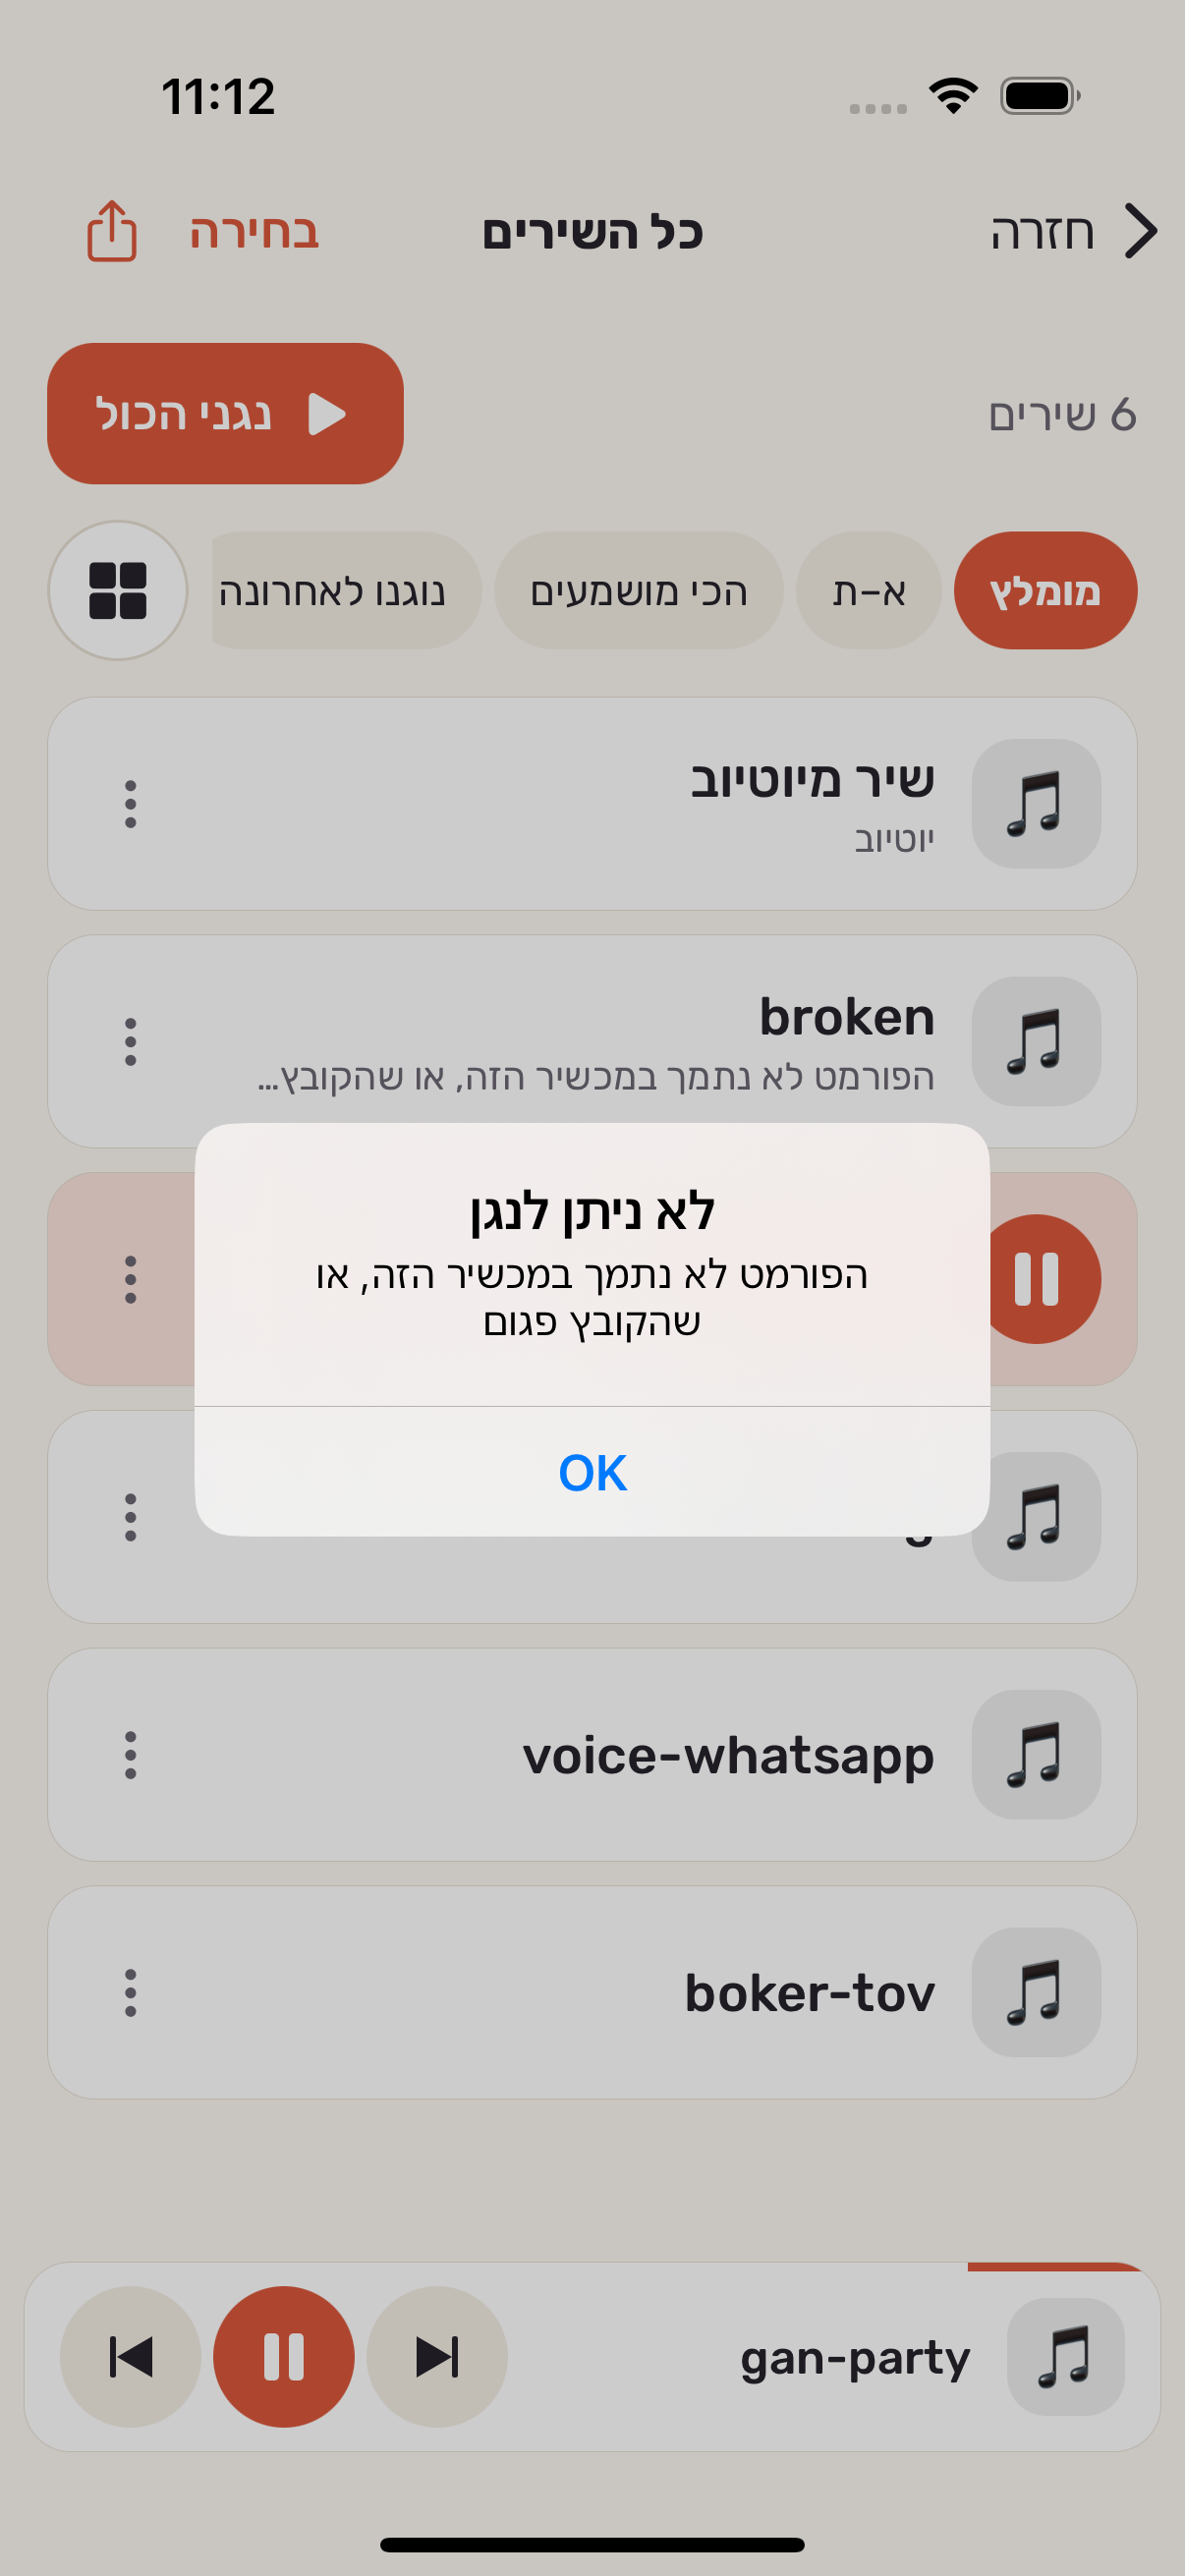 11:12
חזרה
כל השירים
בחירה
6 שירים
נגני הכול
מומלץ
א-ת
הכי מושמעים
נוגנו לאחרונה
שיר מיוטיוב
יוטיוב
broken
הפורמט לא נתמך במכשיר הזה, או שהקובץ...
לא ניתן לנגן
הפורמט לא נתמך במכשיר הזה, או
שהקובץ פגום
OK
voice-whatsapp
boker-tov
gan-party